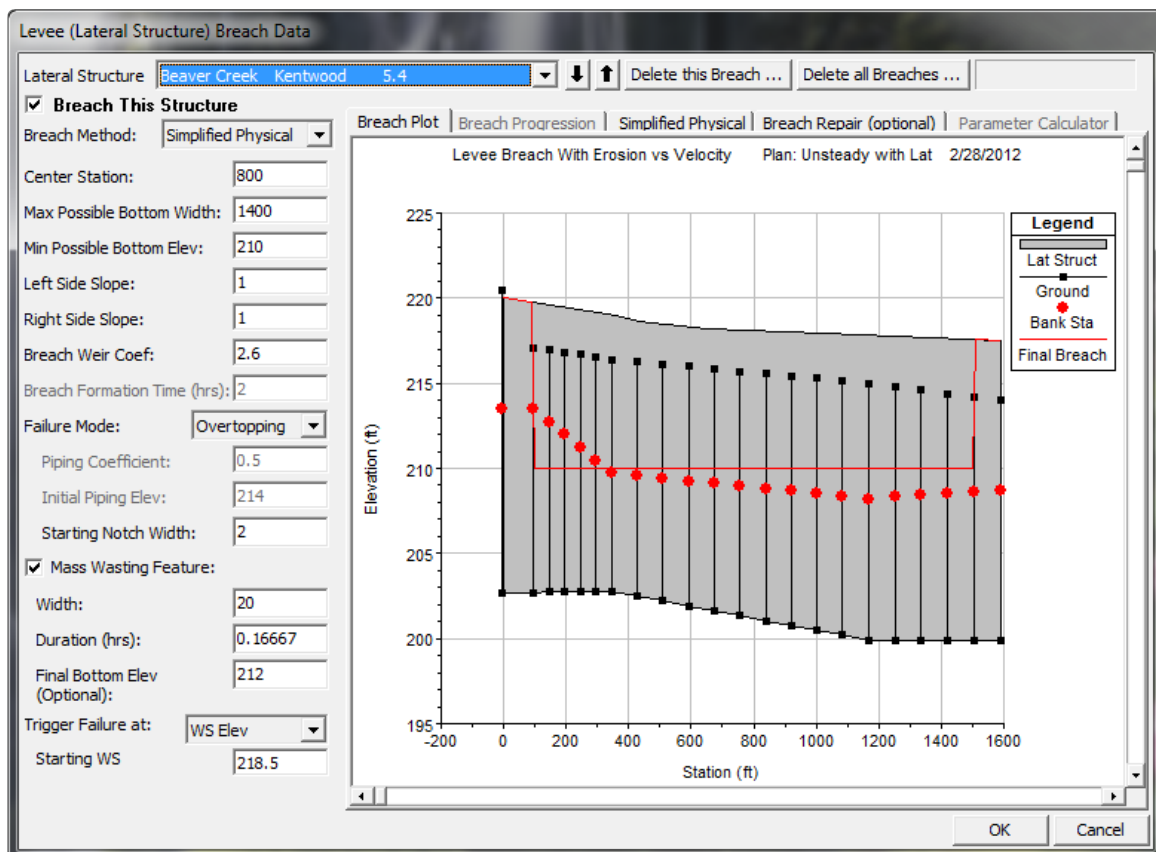 Levee (Lateral Structure) Breach Data
Lateral Structure Beaver Creek Kentwood 5.4 Delete this Breach ... Delete all Breaches ...
Breach This Structure
Breach Method: Simplified Physical
Center Station: 800
Max Possible Bottom Width: 1400
Min Possible Bottom Elev: 210
Left Side Slope: 1
Right Side Slope: 1
Breach Weir Coef: 2.6
Breach Formation Time (hrs): 2
Failure Mode: Overtopping
Piping Coefficient: 0.5
Initial Piping Elev: 214
Starting Notch Width: 2
Mass Wasting Feature:
Width: 20
Duration (hrs): 0.16667
Final Bottom Elev
(Optional): 212
Trigger Failure at: WS Elev
Starting WS 218.5
Breach Plot Breach Progression Simplified Physical Breach Repair (optional) Parameter Calculator
Levee Breach With Erosion vs Velocity Plan: Unsteady with Lat 2/28/2012
225
220
215
210
205
200
195
Elevation (ft)
-200 0 200 400 600 800 1000 1200 1400 1600
Station (ft)
Legend
Lat Struct
Ground
Bank Sta
Final Breach
OK Cancel